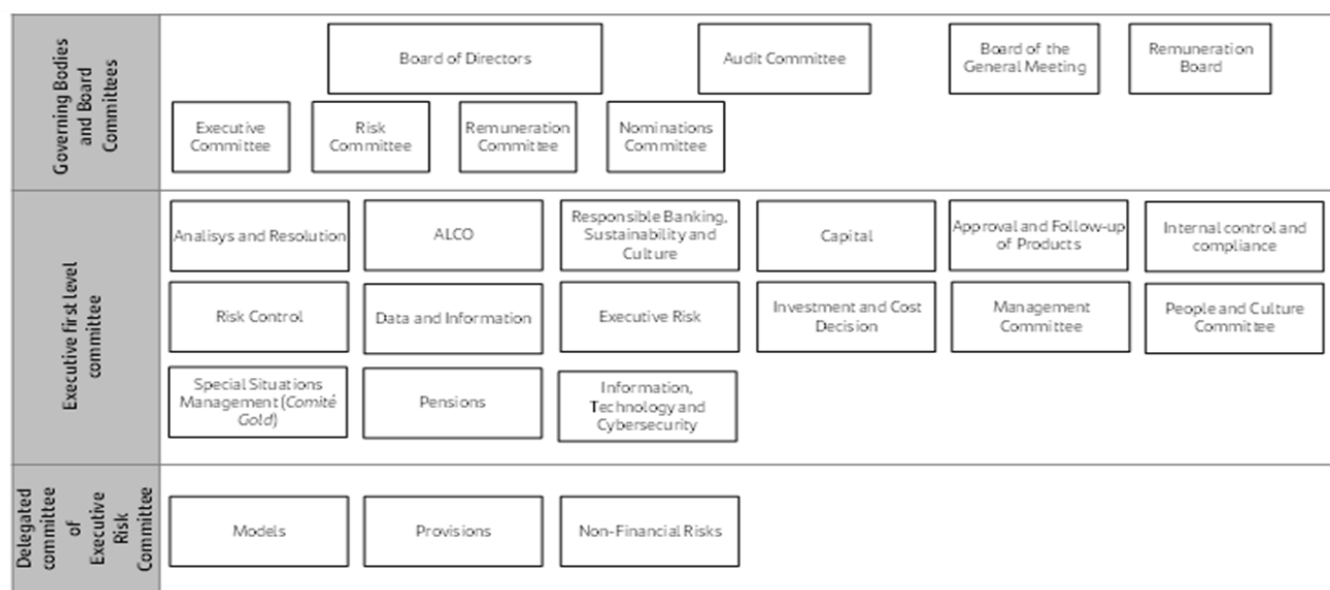 Governing Bodies
and Board
Committees
Board of Directors
Audit Committee
Board of the
General Meeting
Remuneration
Board
Executive
Committee
Risk
Committee
Remuneration
Committee
Nominations
Committee
Executive first level
committee
Analisys and Resolution
ALCO
Responsible Banking,
Sustainability and
Culture
Capital
Approval and Follow-up
of Products
Internal control and
compliance
Risk Control
Data and Information
Executive Risk
Investment and Cost
Decision
Management
Committee
People and Culture
Committee
Special Situations
Management (Comité
Gold)
Pensions
Information,
Technology and
Cybersecurity
Delegated
committee
of
Executive
Risk
Committee
Models
Provisions
Non-Financial Risks